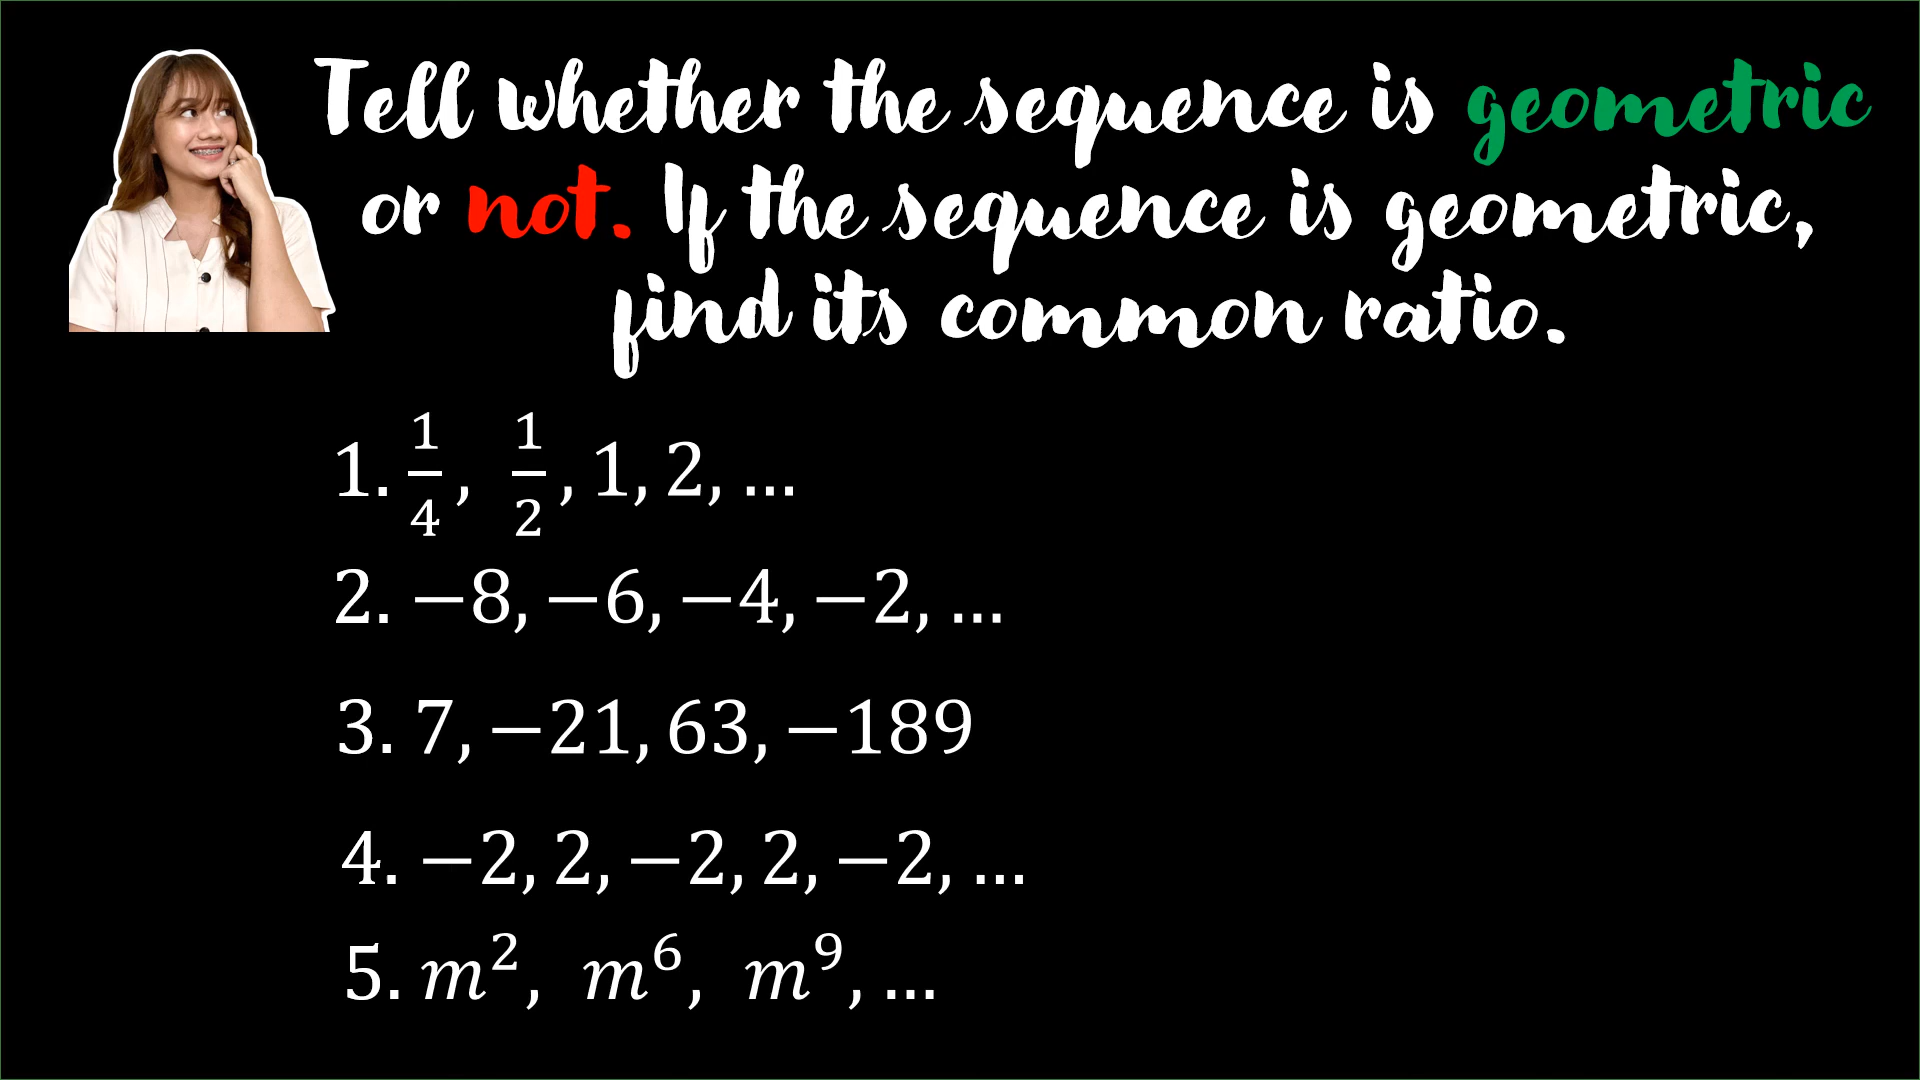 Tell whether the sequence is geometric
or not. If the sequence is geometric,
find its common ratio.
1. 1/4, 1/2, 1, 2, ...
2. −8, −6, −4, −2, ...
3. 7, −21, 63, −189
4. −2, 2, −2, 2, −2, ...
5. m², m⁶, m⁹, ...